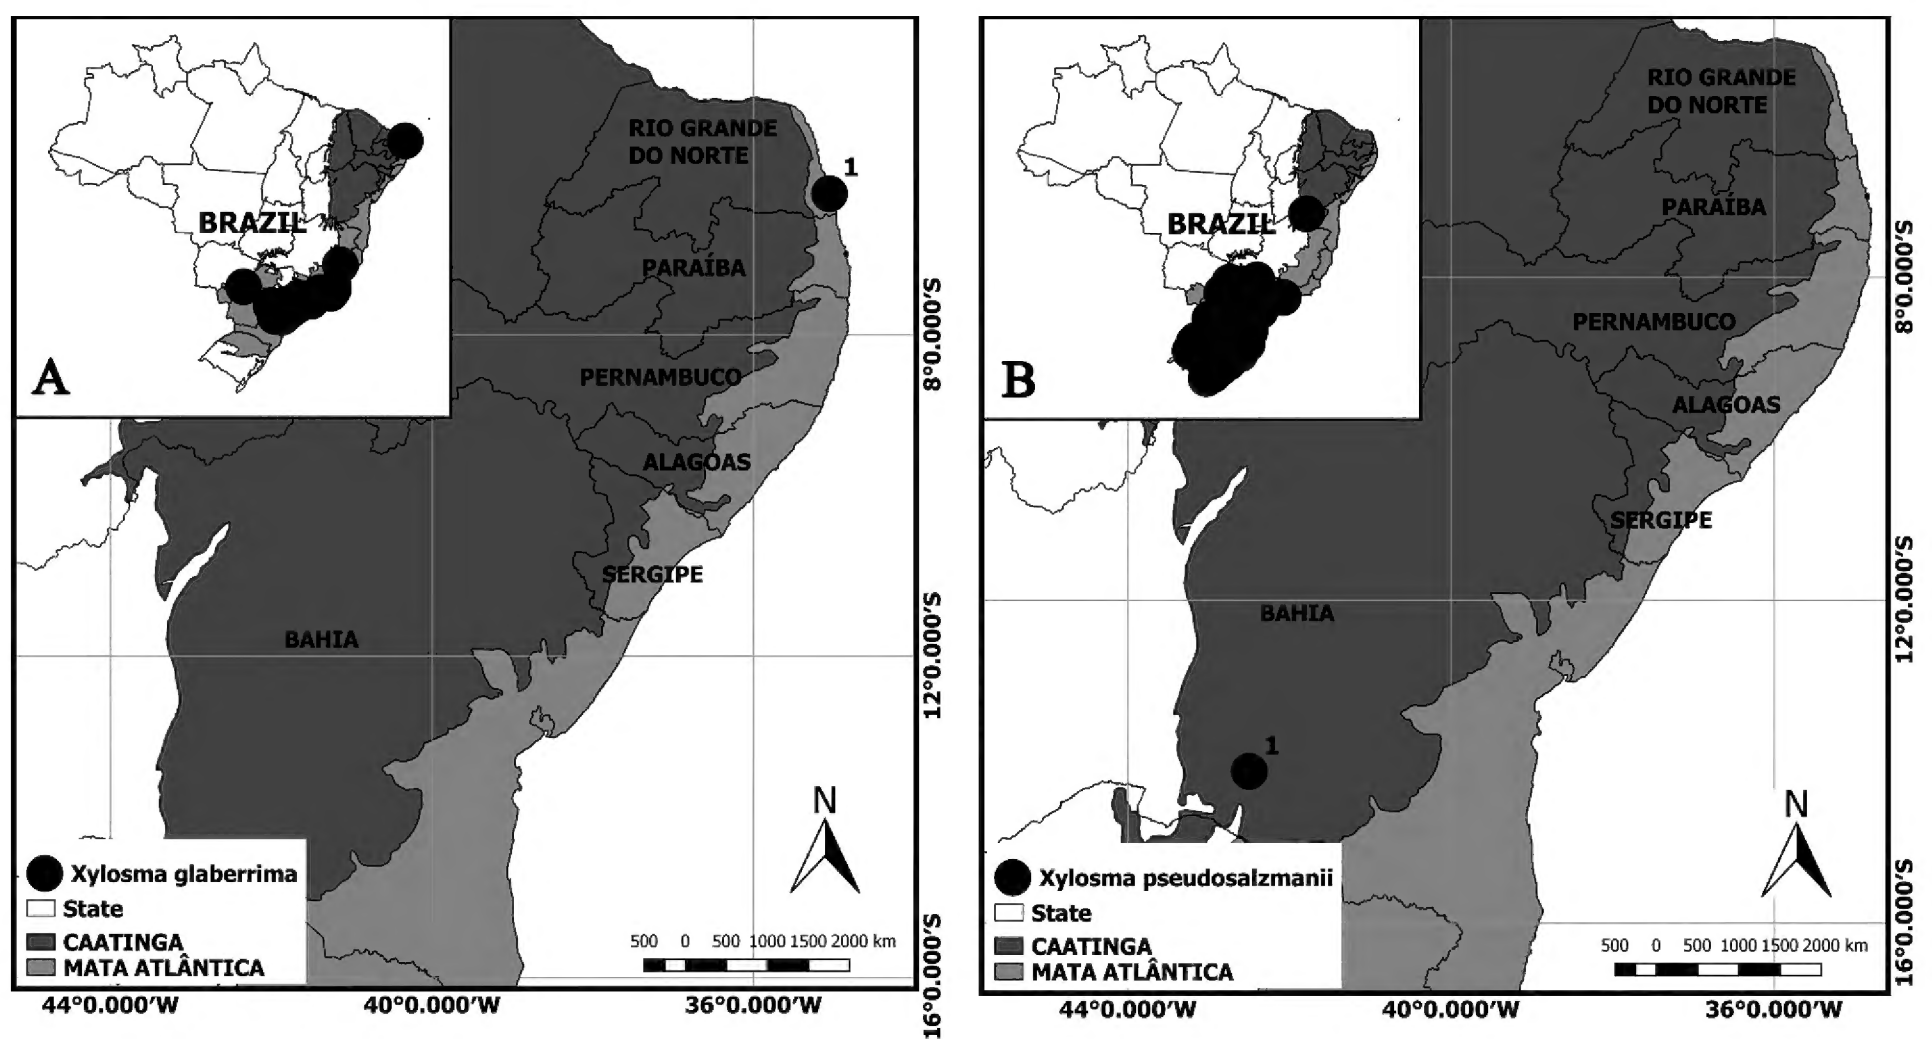 BRAZIL
A
RIO GRANDE
DO NORTE
1
PARAÍBA
PERNAMBUCO
ALAGOAS
SERGIPE
BAHIA
N
Xylosma glaberrima
State
CAATINGA
MATA ATLÂNTICA
500 0 500 1000 1500 2000 km
8°0.000'S
12°0.000'S
16°0.000'S
44°0.000'W 40°0.000'W 36°0.000'W
BRAZIL
B
RIO GRANDE
DO NORTE
PARAÍBA
PERNAMBUCO
ALAGOAS
SERGIPE
BAHIA
1
N
Xylosma pseudosalzmanii
State
CAATINGA
MATA ATLÂNTICA
500 0 500 1000 1500 2000 km
8°0.000'S
12°0.000'S
16°0.000'S
44°0.000'W 40°0.000'W 36°0.000'W